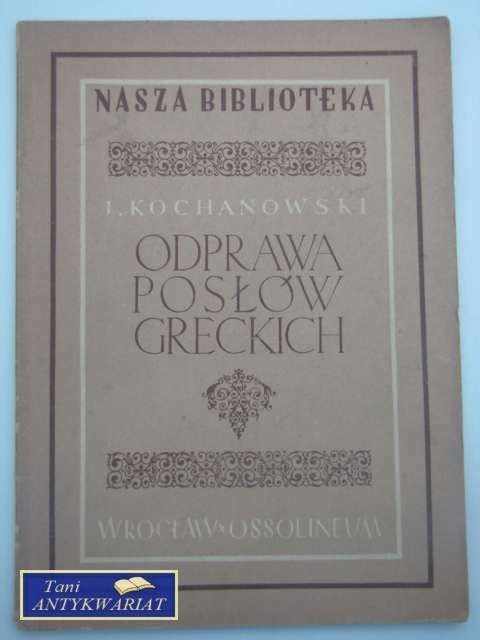 NASZA BIBLIOTEKA
J. KOCHANOWSKI
ODPRAWA
POSŁÓW
GRECKICH
WROCŁAW OSSOLINEUM
Tani
ANTYKWARIAT